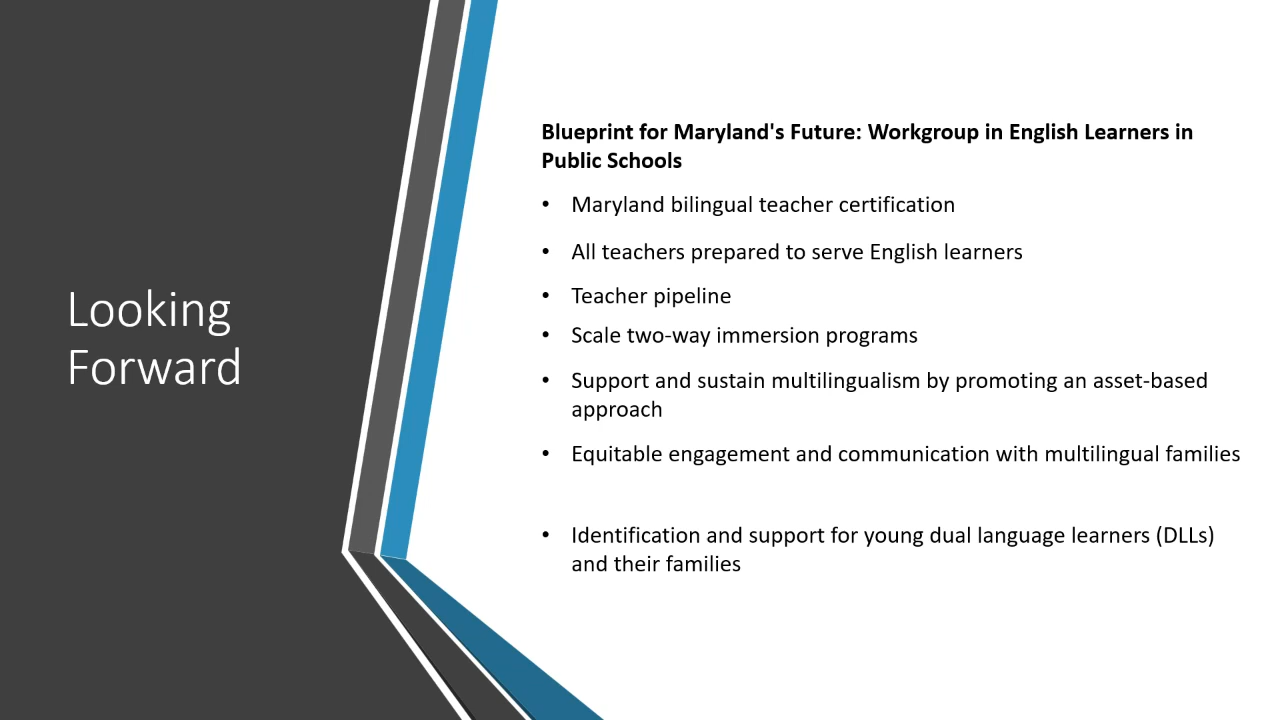 Looking
Forward
Blueprint for Maryland's Future: Workgroup in English Learners in
Public Schools
• Maryland bilingual teacher certification
• All teachers prepared to serve English learners
• Teacher pipeline
• Scale two-way immersion programs
• Support and sustain multilingualism by promoting an asset-based
approach
• Equitable engagement and communication with multilingual families
• Identification and support for young dual language learners (DLLs)
and their families